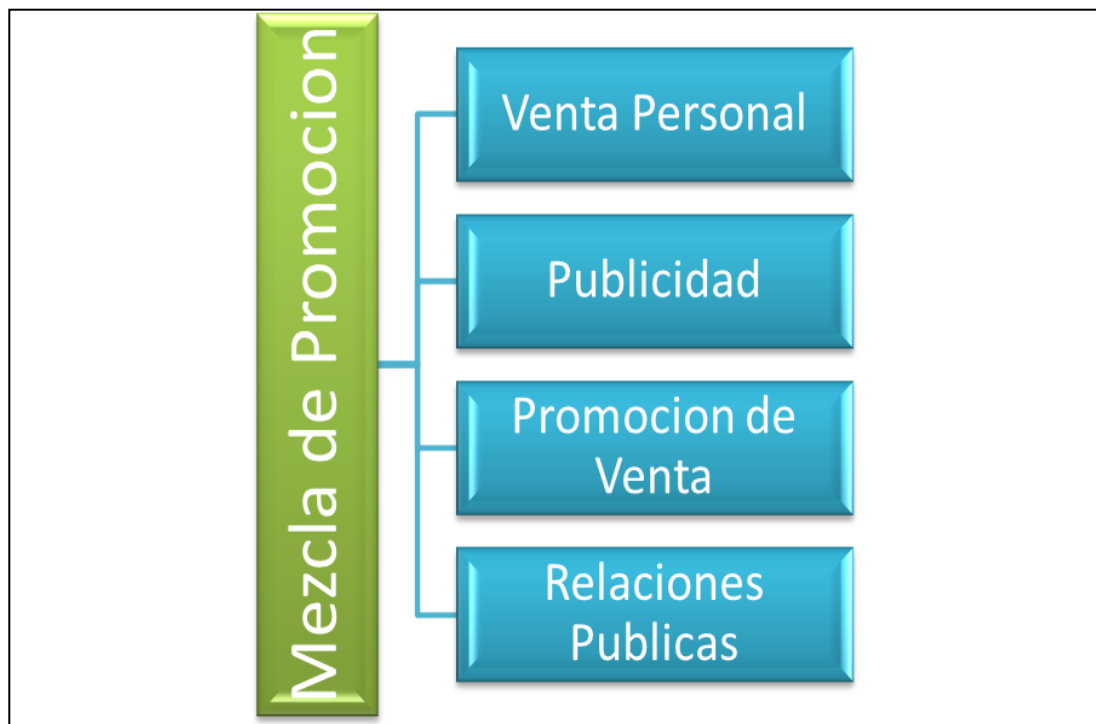 Mezcla de Promocion
Venta Personal
Publicidad
Promocion de
Venta
Relaciones
Publicas